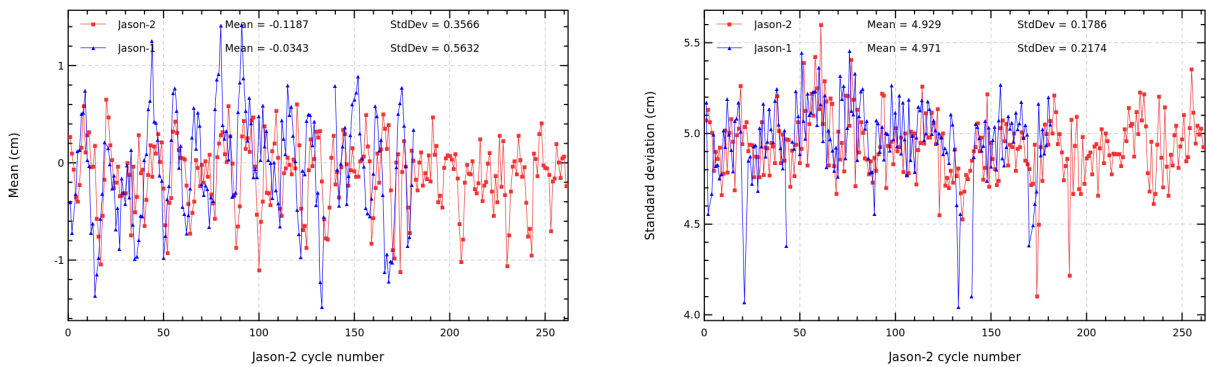 Jason-2 Mean = -0.1187 StdDev = 0.3566
Jason-1 Mean = -0.0343 StdDev = 0.5632
1
0
-1
Mean (cm)
0 50 100 150 200 250
Jason-2 cycle number
Jason-2 Mean = 4.929 StdDev = 0.1786
Jason-1 Mean = 4.971 StdDev = 0.2174
5.5
5.0
4.5
4.0
Standard deviation (cm)
0 50 100 150 200 250
Jason-2 cycle number